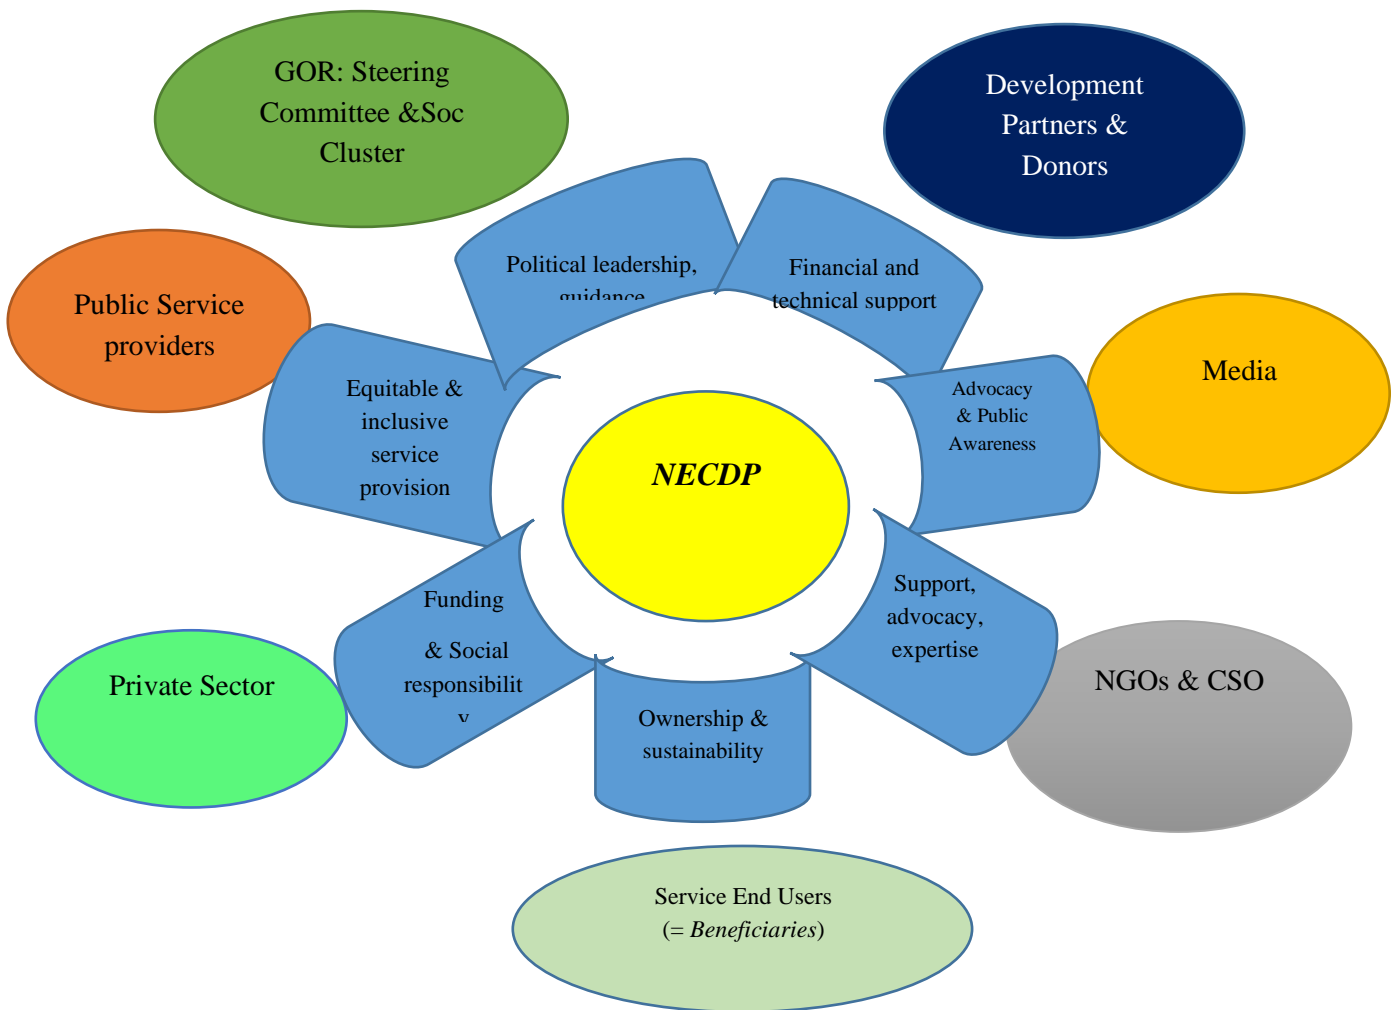 GOR: Steering
Committee &Soc
Cluster
Development
Partners &
Donors
Public Service
providers
Political leadership,
guidance
Financial and
technical support
Media
Equitable &
inclusive
service
provision
Advocacy
& Public
Awareness
NECDP
Funding
& Social
responsibilit
y
Support,
advocacy,
expertise
Private Sector
NGOs & CSO
Ownership &
sustainability
Service End Users
(= Beneficiaries)